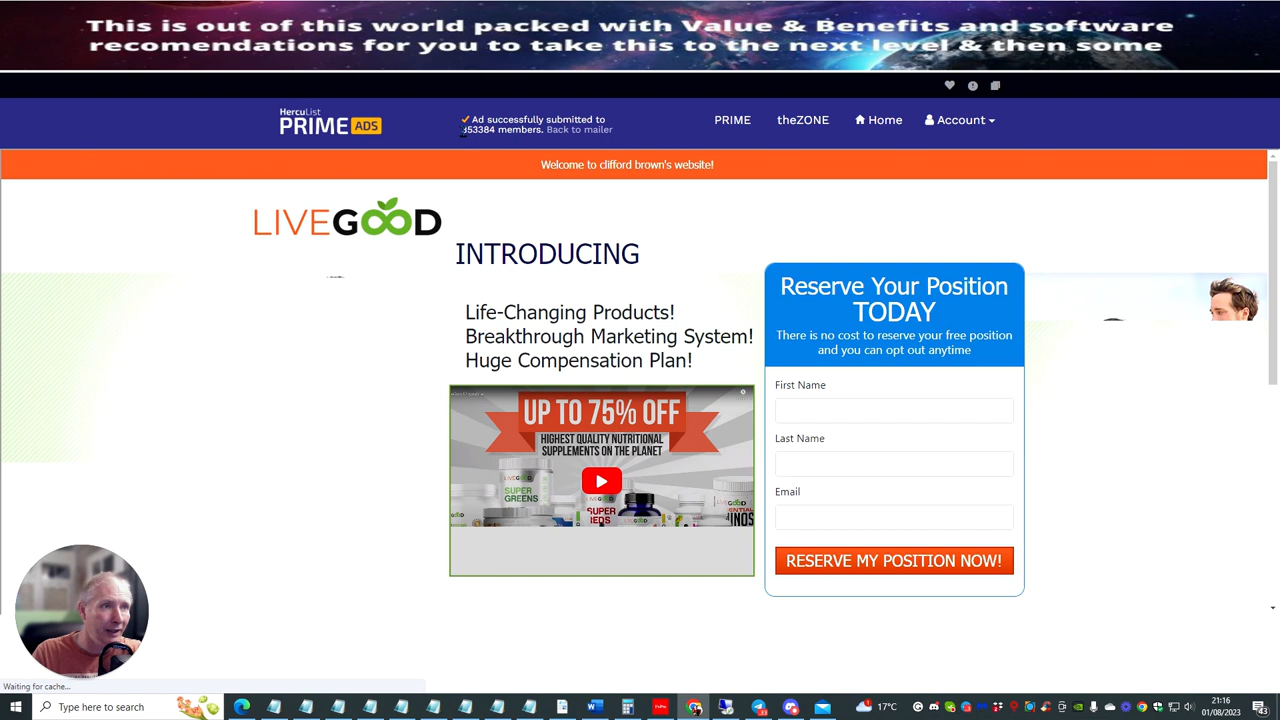 This is out of this world packed with Value & Benefits and software
recomendations for you to take this to the next level & then some
HercuList
PRIME ADS
Ad successfully submitted to
853384 members. Back to mailer
PRIME
theZONE
Home
Account
Welcome to clifford brown's website!
LIVEGOOD
INTRODUCING
Life-Changing Products!
Breakthrough Marketing System!
Huge Compensation Plan!
UP TO 75% OFF
HIGHEST QUALITY NUTRITIONAL
SUPPLEMENTS ON THE PLANET
LIVEGOOD
SUPER
GREENS
SUPER
REDS
LIVEGOOD
Reserve Your Position
TODAY
There is no cost to reserve your free position
and you can opt out anytime
First Name
Last Name
Email
RESERVE MY POSITION NOW!
Waiting for cache...
Type here to search
17°C
21:16
01/08/2023